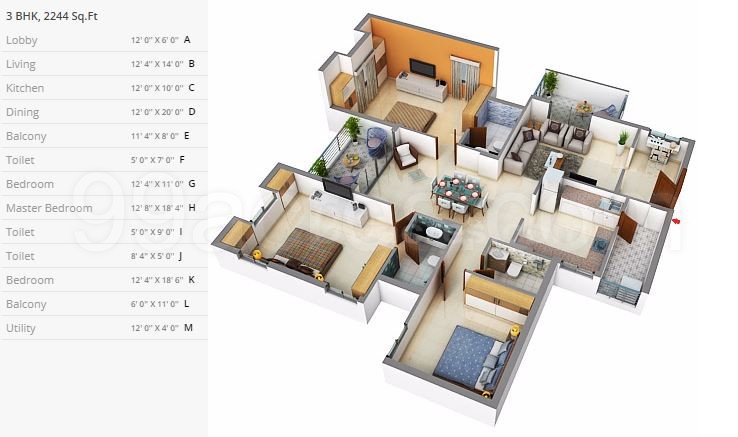 3 BHK, 2244 Sq.Ft
Lobby 12' 0'' X 6' 0'' A
Living 12' 4'' X 14' 0'' B
Kitchen 12' 0'' X 10' 0'' C
Dining 12' 0'' X 20' 0'' D
Balcony 11' 4'' X 8' 0'' E
Toilet 5' 0'' X 7' 0'' F
Bedroom 12' 4'' X 11' 0'' G
Master Bedroom 12' 8'' X 18' 4'' H
Toilet 5' 0'' X 9' 0'' I
Toilet 8' 4'' X 5' 0'' J
Bedroom 12' 4'' X 18' 6'' K
Balcony 6' 0'' X 11' 0'' L
Utility 12' 0'' X 4' 0'' M